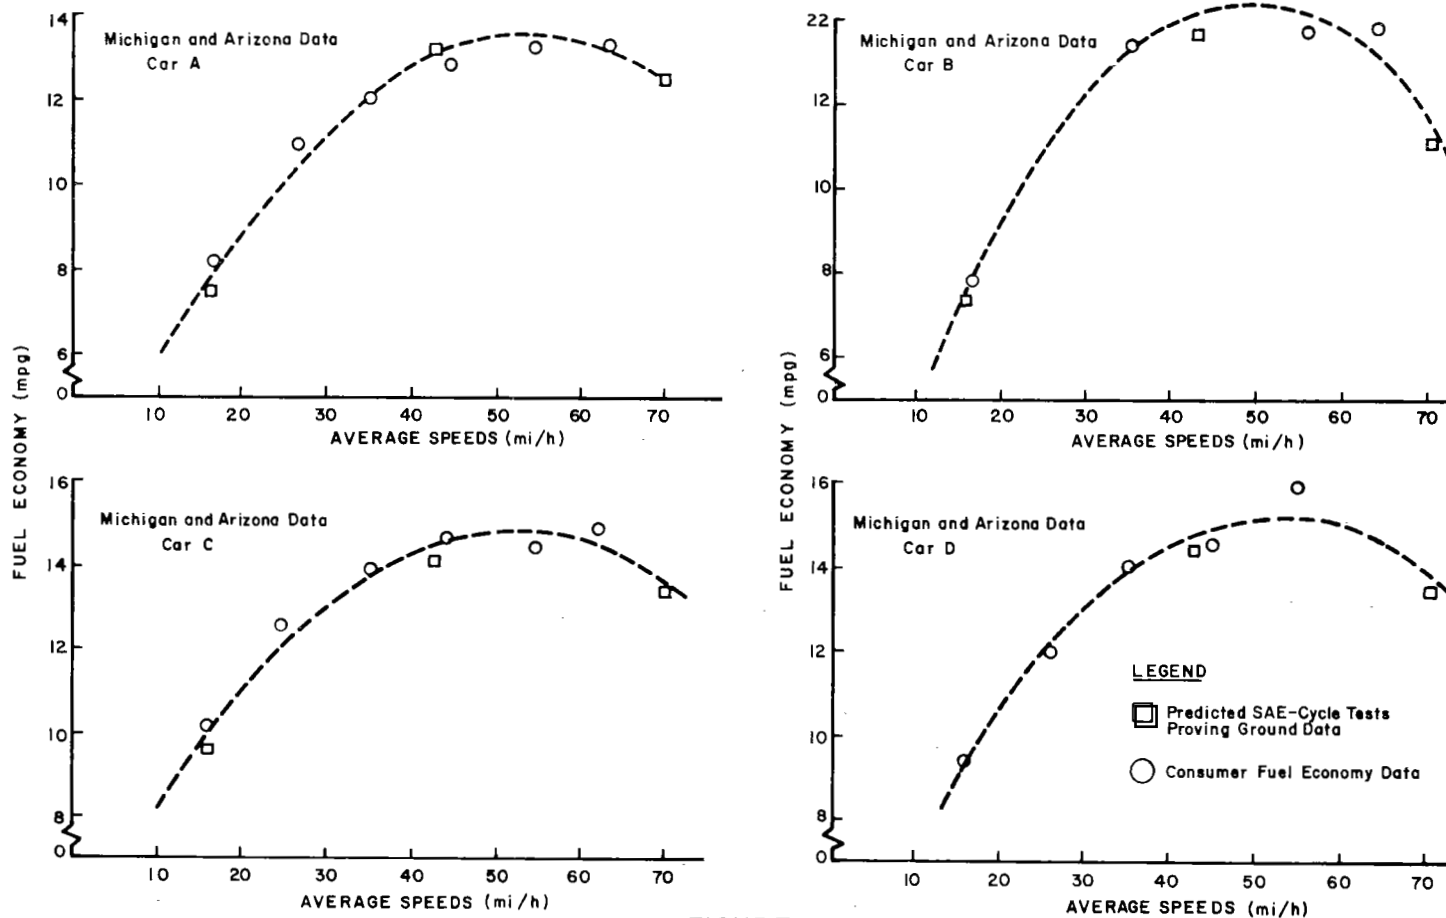 14
Michigan and Arizona Data
Car A
12
10
8
6
0
10 20 30 40 50 60 70
AVERAGE SPEEDS (mi/h)
22
Michigan and Arizona Data
Car B
12
10
8
6
0
10 20 30 40 50 60 70
AVERAGE SPEEDS (mi/h)
FUEL ECONOMY (mpg)
FUEL ECONOMY (mpg)
16
Michigan and Arizona Data
Car C
14
12
10
8
0
10 20 30 40 50 60 70
AVERAGE SPEEDS (mi/h)
16
Michigan and Arizona Data
Car D
14
12
10
8
0
LEGEND
Predicted SAE-Cycle Tests
Proving Ground Data
Consumer Fuel Economy Data
10 20 30 40 50 60 70
AVERAGE SPEEDS (mi/h)